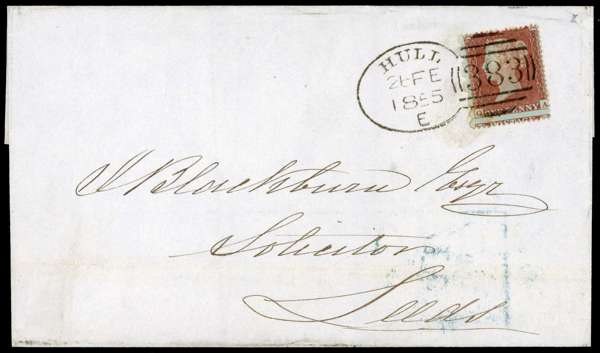 HULL
26 FE
1855
E
383
J Blackburn Esqr
Solicitor
Leeds